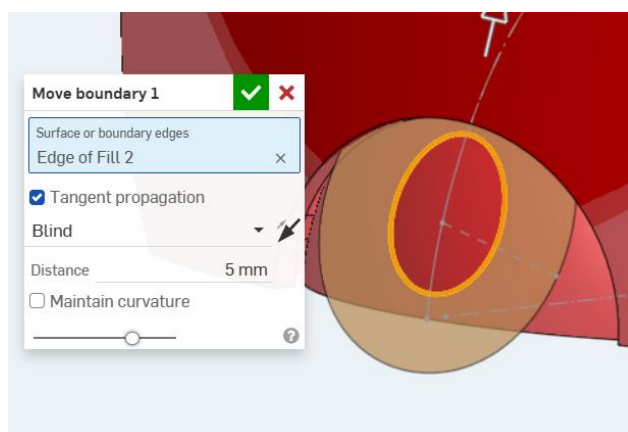 Move boundary 1
Surface or boundary edges
Edge of Fill 2
Tangent propagation
Blind
Distance 5 mm
Maintain curvature